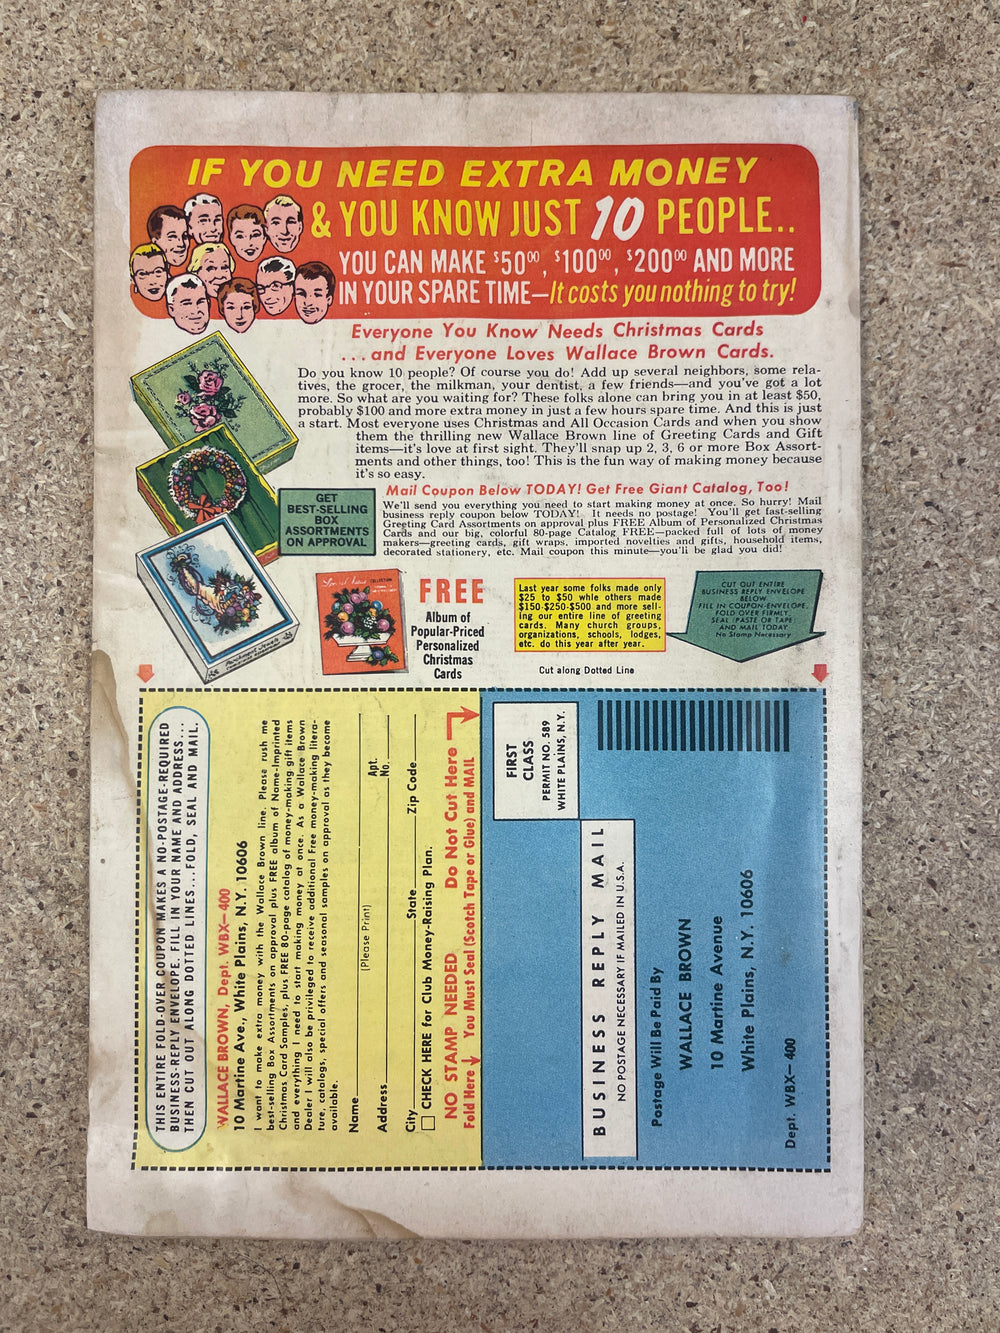 IF YOU NEED EXTRA MONEY
& YOU KNOW JUST 10 PEOPLE..
YOU CAN MAKE $50⁰⁰, $100⁰⁰, $200⁰⁰ AND MORE
IN YOUR SPARE TIME—It costs you nothing to try!
Everyone You Know Needs Christmas Cards
...and Everyone Loves Wallace Brown Cards.
Do you know 10 people? Of course you do! Add up several neighbors, some rela-
tives, the grocer, the milkman, your dentist, a few friends—and you've got a lot
more. So what are you waiting for? These folks alone can bring you in at least $50,
probably $100 and more extra money in just a few hours spare time. And this is just
a start. Most everyone uses Christmas and All Occasion Cards and when you show
them the thrilling new Wallace Brown line of Greeting Cards and Gift
items—it's love at first sight. They'll snap up 2, 3, 6 or more Box Assort-
ments and other things, too! This is the fun way of making money because
it's so easy.
GET
BEST-SELLING
BOX
ASSORTMENTS
ON APPROVAL
Mail Coupon Below TODAY! Get Free Giant Catalog, Too!
We'll send you everything you need to start making money at once. So hurry! Mail
business reply coupon below TODAY! It needs no postage! You'll get fast-selling
Greeting Card Assortments on approval plus FREE Album of Personalized Christmas
Cards and our big, colorful 80-page Catalog FREE—packed full of lots of money
makers—greeting cards, gift wraps, imported novelties and gifts, household items,
decorated stationery, etc. Mail coupon this minute—you'll be glad you did!
COLLECTION
FREE
Album of
Popular-Priced
Personalized
Christmas
Cards
Last year some folks made only
$25 to $50 whle others made
$150-$250-$500 and more sell-
ing our entire line of greeting
cards. Many church groups,
organizations, schools, lodges,
etc. do this year after year.
CUT OUT ENTIRE
BUSINESS REPLY ENVELOPE
BELOW
FILL IN COUPON-ENVELOPE,
FOLD OVER FIRMLY,
SEAL (PASTE OR TAPE)
AND MAIL TODAY
No Stamp Necessary
Cut along Dotted Line
THIS ENTIRE FOLD-OVER COUPON MAKES A NO-POSTAGE-REQUIRED
BUSINESS-REPLY ENVELOPE. FILL IN YOUR NAME AND ADDRESS...
THEN CUT OUT ALONG DOTTED LINES...FOLD, SEAL AND MAIL.
WALLACE BROWN, Dept. WBX—400
10 Martine Ave., White Plains, N.Y. 10606
I want to make extra money with the Wallace Brown line. Please rush me
best-selling Box Assortments on approval plus FREE album of Name-Imprinted
Christmas Card Samples, plus FREE 80-page catalog of money-making gift items
and everything I need to start making money at once. As a Wallace Brown
Dealer I will also be privileged to receive additional Free money-making litera-
ture, catalogs, special offers and seasonal samples on approval as they become
available.
Name
(Please Print)
Address
Apt.
No.
City
State
Zip Code
CHECK HERE for Club Money-Raising Plan.
NO STAMP NEEDED Do Not Cut Here
Fold Here You Must Seal (Scotch Tape or Glue) and MAIL
FIRST
CLASS
PERMIT NO. 589
WHITE PLAINS, N.Y.
BUSINESS REPLY MAIL
NO POSTAGE NECESSARY IF MAILED IN U.S.A.
Postage Will Be Paid By
WALLACE BROWN
10 Martine Avenue
White Plains, N.Y. 10606
Dept. WBX—400